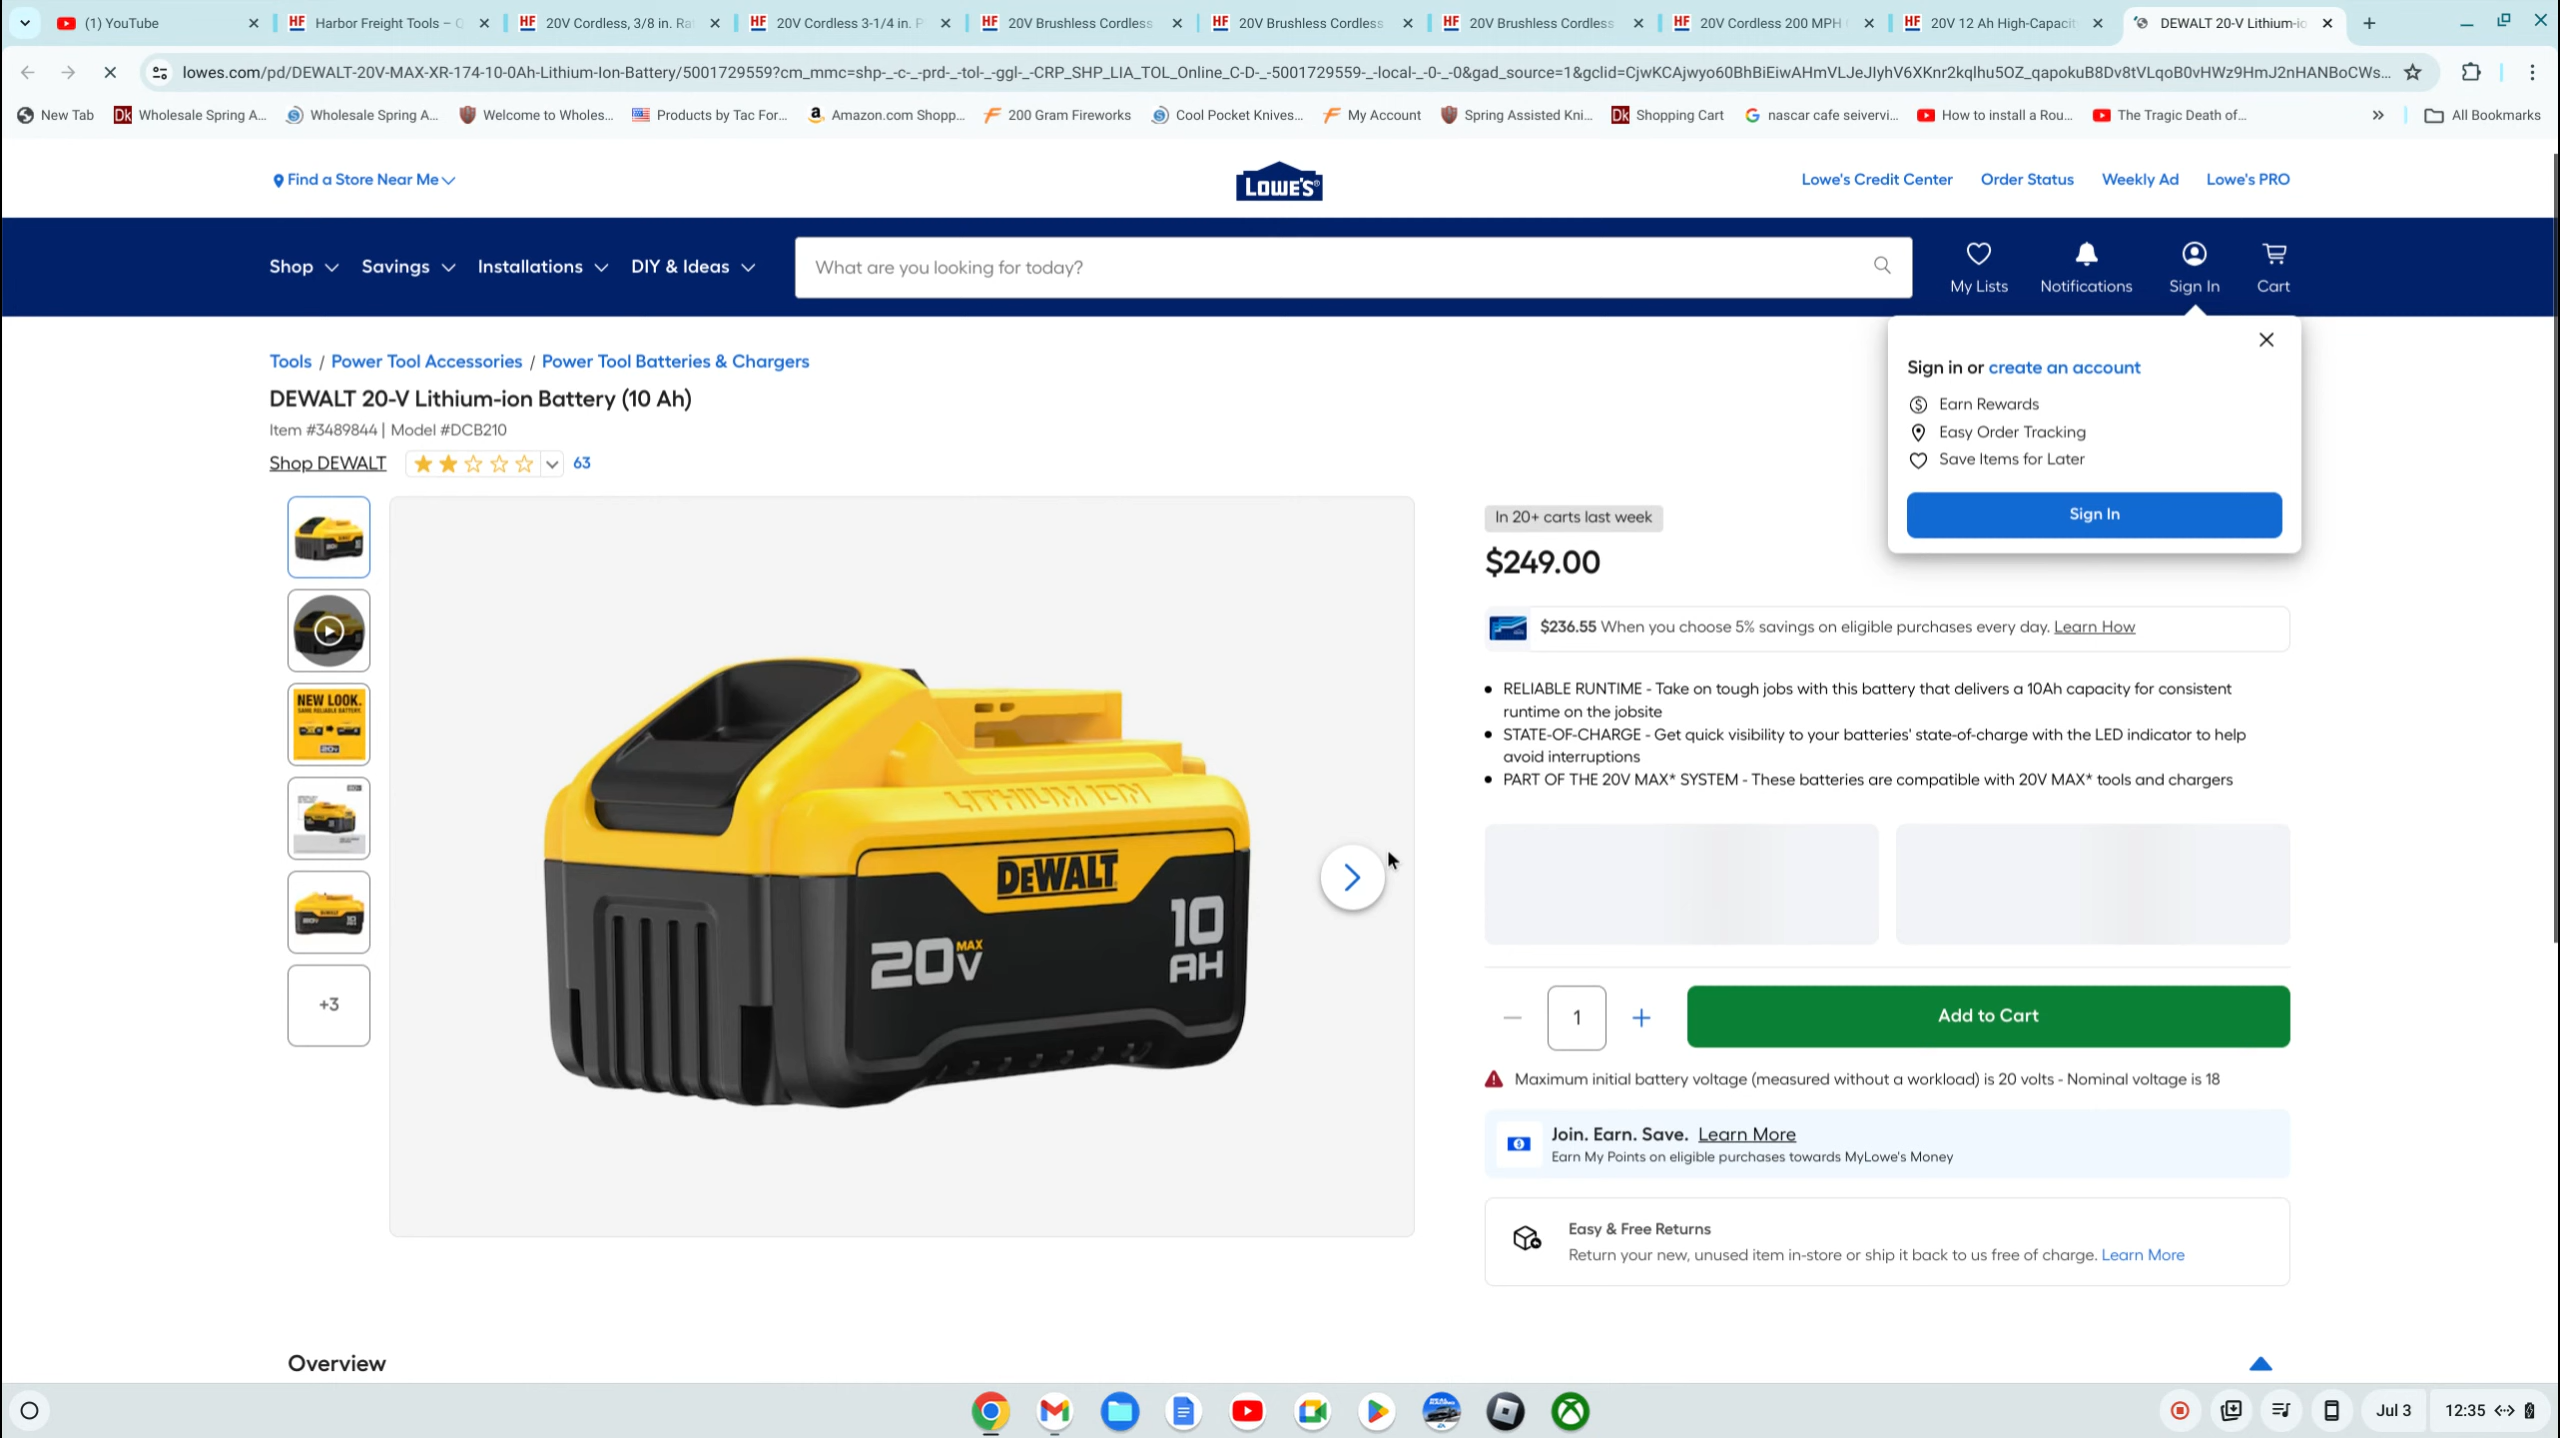 (1) YouTube
Harbor Freight Tools – Q
20V Cordless, 3/8 in. Ra
20V Cordless 3-1/4 in. P
20V Brushless Cordless
20V Brushless Cordless
20V Brushless Cordless
20V Cordless 200 MPH
20V 12 Ah High-Capacit
DEWALT 20-V Lithium-io
lowes.com/pd/DEWALT-20V-MAX-XR-174-10-0Ah-Lithium-Ion-Battery/5001729559?cm_mmc=shp-_-c-_-prd-_-tol-_-ggl-_-CRP_SHP_LIA_TOL_Online_C-D-_-5001729559-_-local-_-0-_-0&gad_source=1&gclid=CjwKCAjwyo60BhBiEiwAHmVLJeJIyhV6XKnr2kqlhu5OZ_qapokuB8Dv8tVLqoB0vHWz9HmJ2nHANBoCWs...
New Tab
Wholesale Spring A...
Wholesale Spring A...
Welcome to Wholes...
Products by Tac For...
Amazon.com Shopp...
200 Gram Fireworks
Cool Pocket Knives...
My Account
Spring Assisted Kni...
Shopping Cart
nascar cafe seivervi...
How to install a Rou...
The Tragic Death of...
All Bookmarks
Find a Store Near Me
LOWE'S
Lowe's Credit Center
Order Status
Weekly Ad
Lowe's PRO
Shop
Savings
Installations
DIY & Ideas
What are you looking for today?
My Lists
Notifications
Sign In
Cart
Tools / Power Tool Accessories / Power Tool Batteries & Chargers
DEWALT 20-V Lithium-ion Battery (10 Ah)
Item #3489844 | Model #DCB210
Shop DEWALT
63
Sign in or create an account
Earn Rewards
Easy Order Tracking
Save Items for Later
Sign In
NEW LOOK.
SAME RELIABLE BATTERY.
+3
LITHIUM ION
DEWALT
20V MAX
10
AH
In 20+ carts last week
$249.00
$236.55 When you choose 5% savings on eligible purchases every day. Learn How
RELIABLE RUNTIME - Take on tough jobs with this battery that delivers a 10Ah capacity for consistent
runtime on the jobsite
STATE-OF-CHARGE - Get quick visibility to your batteries' state-of-charge with the LED indicator to help
avoid interruptions
PART OF THE 20V MAX* SYSTEM - These batteries are compatible with 20V MAX* tools and chargers
1
Add to Cart
Maximum initial battery voltage (measured without a workload) is 20 volts - Nominal voltage is 18
Join. Earn. Save. Learn More
Earn My Points on eligible purchases towards MyLowe's Money
Easy & Free Returns
Return your new, unused item in-store or ship it back to us free of charge. Learn More
Overview
Jul 3
12:35